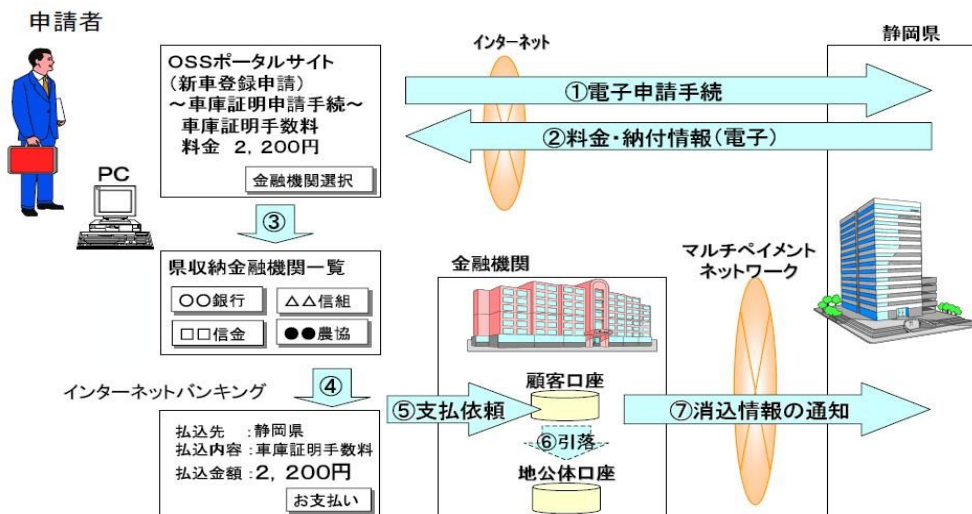 申請者
インターネット
静岡県
OSSポータルサイト
(新車登録申請)
～車庫証明申請手続～
車庫証明手数料
料金 2,200円
金融機関選択
①電子申請手続
②料金・納付情報(電子)
PC
③
県収納金融機関一覧
○○銀行
△△信組
□□信金
●●農協
金融機関
マルチペイメント
ネットワーク
インターネットバンキング
④
払込先 :静岡県
払込内容:車庫証明手数料
払込金額:2,200円
お支払い
⑤支払依頼
顧客口座
⑥引落
地公体口座
⑦消込情報の通知